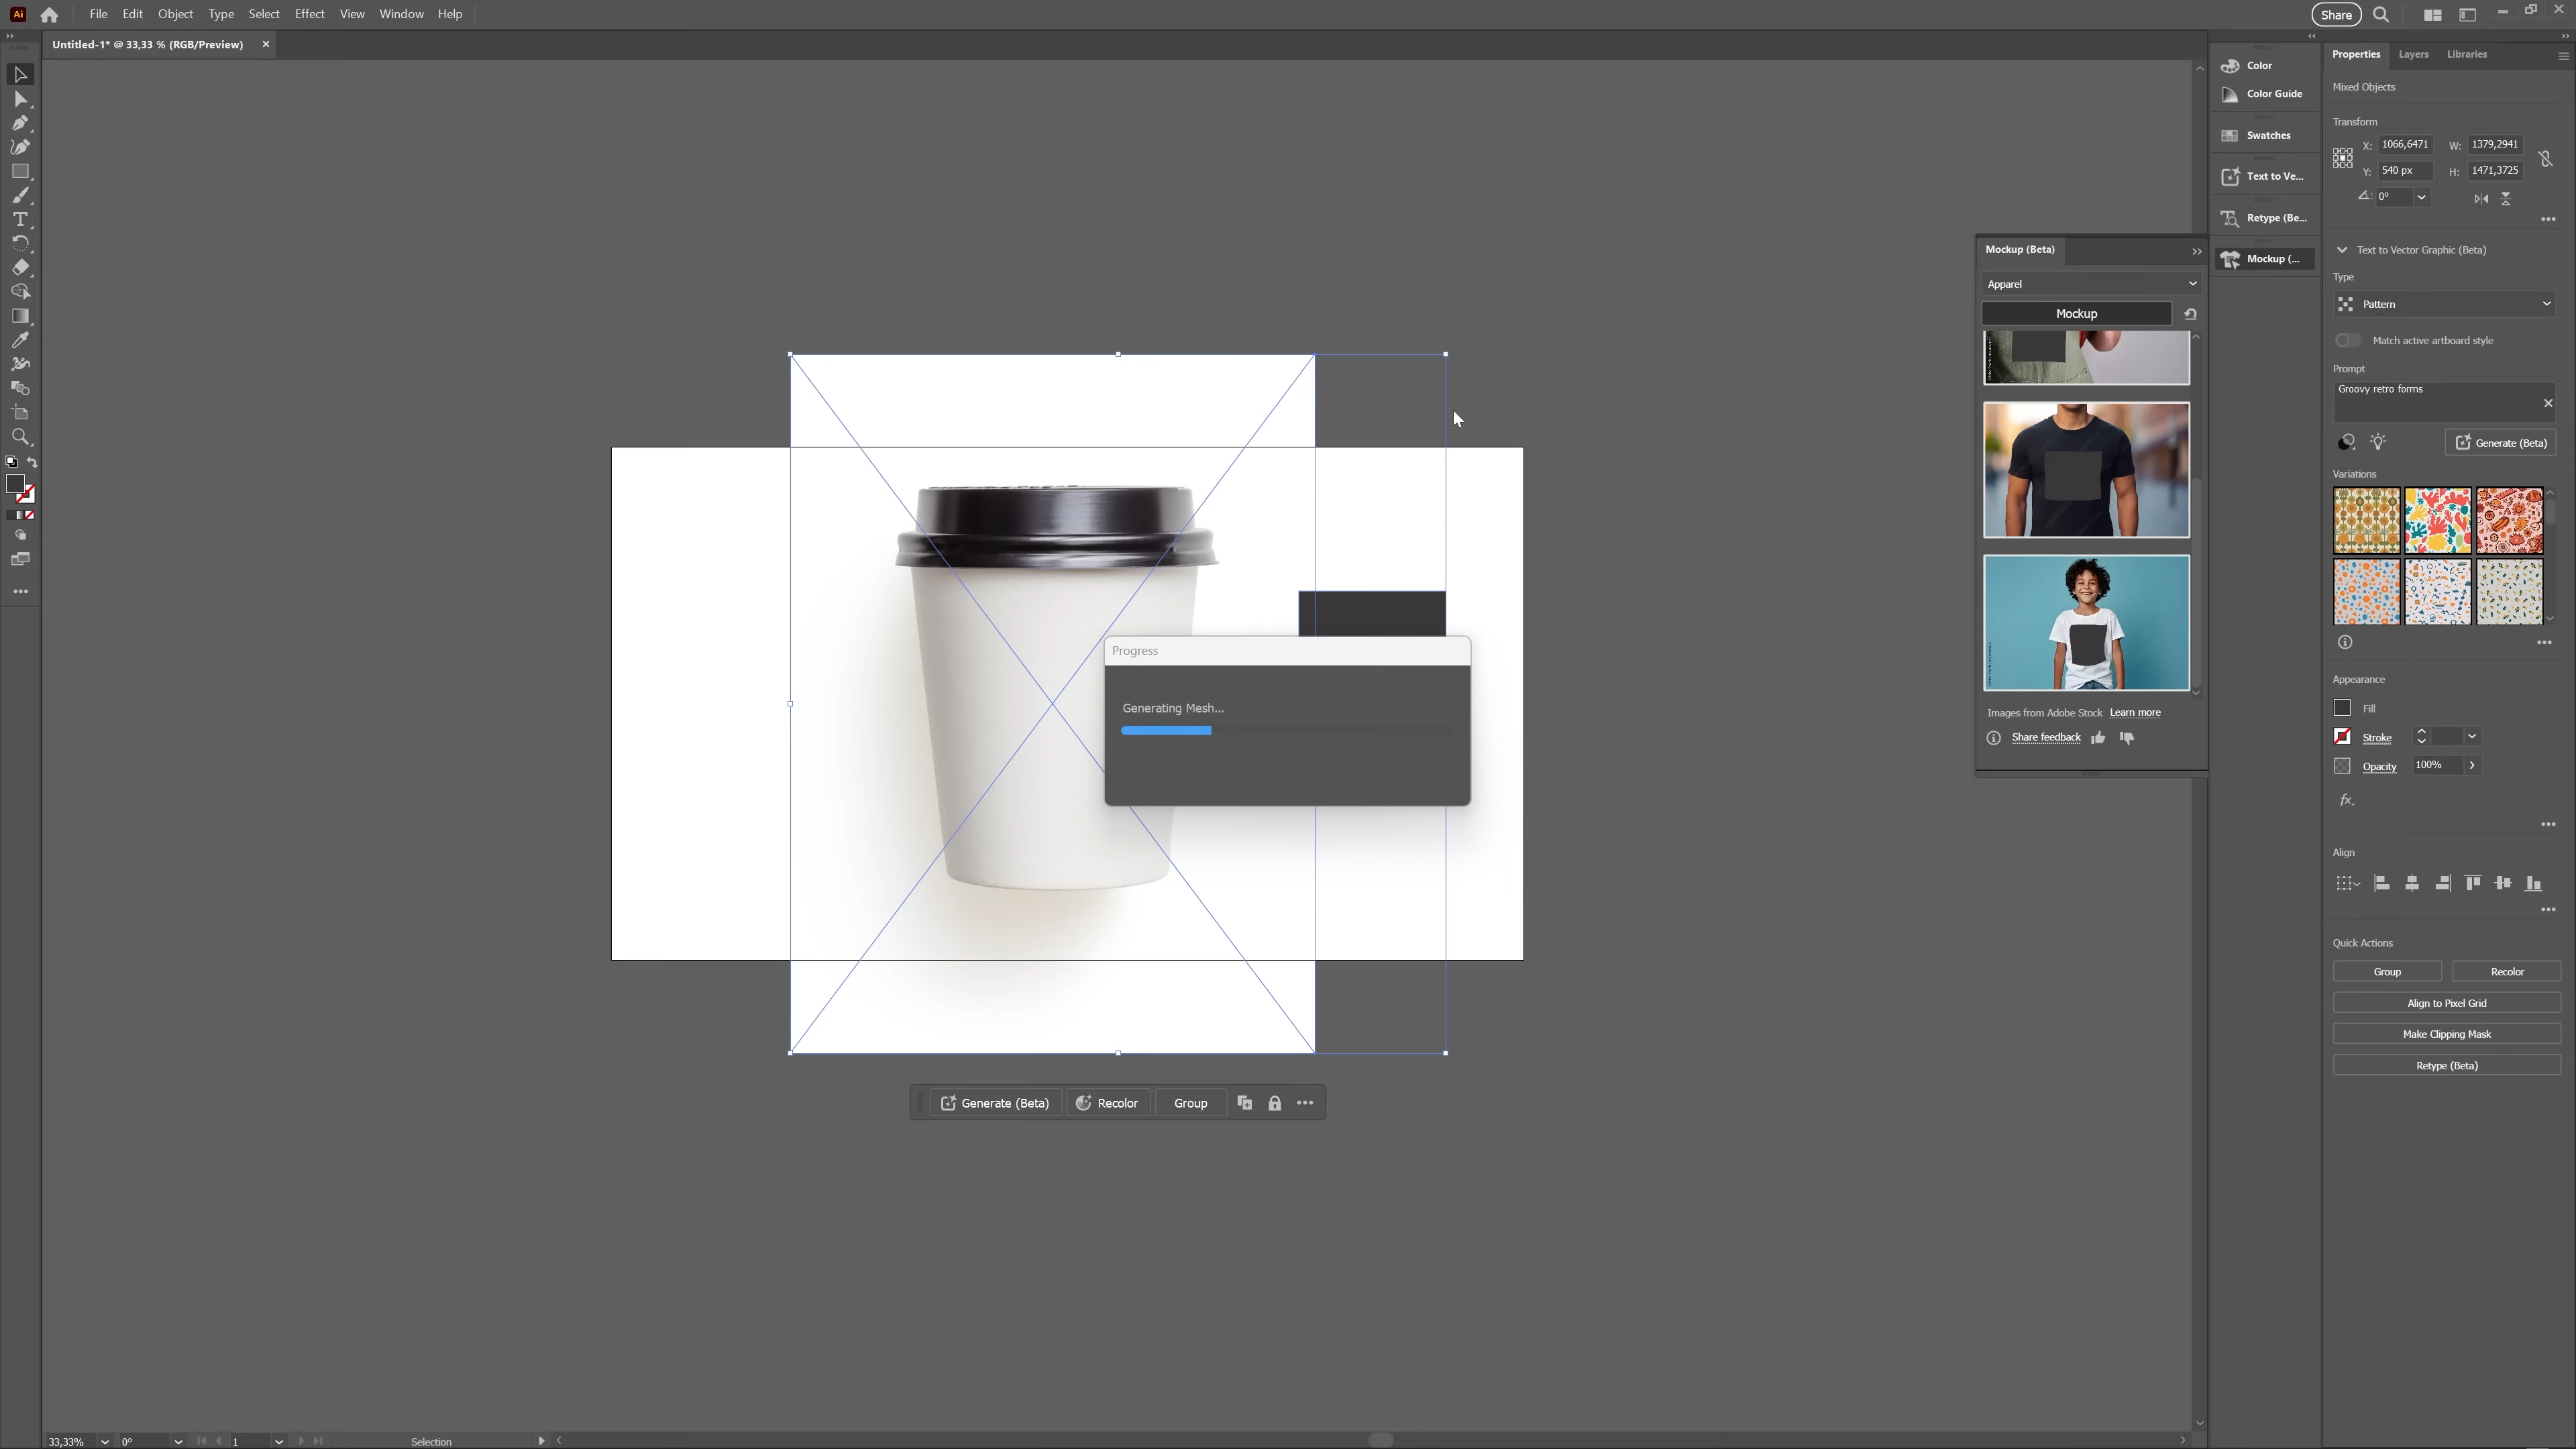 Ai
File Edit Object Type Select Effect View Window Help
Share
Untitled-1* @ 33,33 % (RGB/Preview)
Color
Color Guide
Swatches
Text to Ve...
Retype (Be...
Mockup (...
Mockup (Beta)
Apparel
Mockup
Images from Adobe Stock Learn more
Share feedback
Progress
Generating Mesh...
Generate (Beta) Recolor Group
Properties Layers Libraries
Mixed Objects
Transform
X: 1066,6471 W: 1379,2941
Y: 540 px H: 1471,3725
0°
Text to Vector Graphic (Beta)
Type
Pattern
Match active artboard style
Prompt
Groovy retro forms
Generate (Beta)
Variations
Appearance
Fill
Stroke
Opacity 100%
fx.
Align
Quick Actions
Group Recolor
Align to Pixel Grid
Make Clipping Mask
Retype (Beta)
33,33% 0° 1 Selection